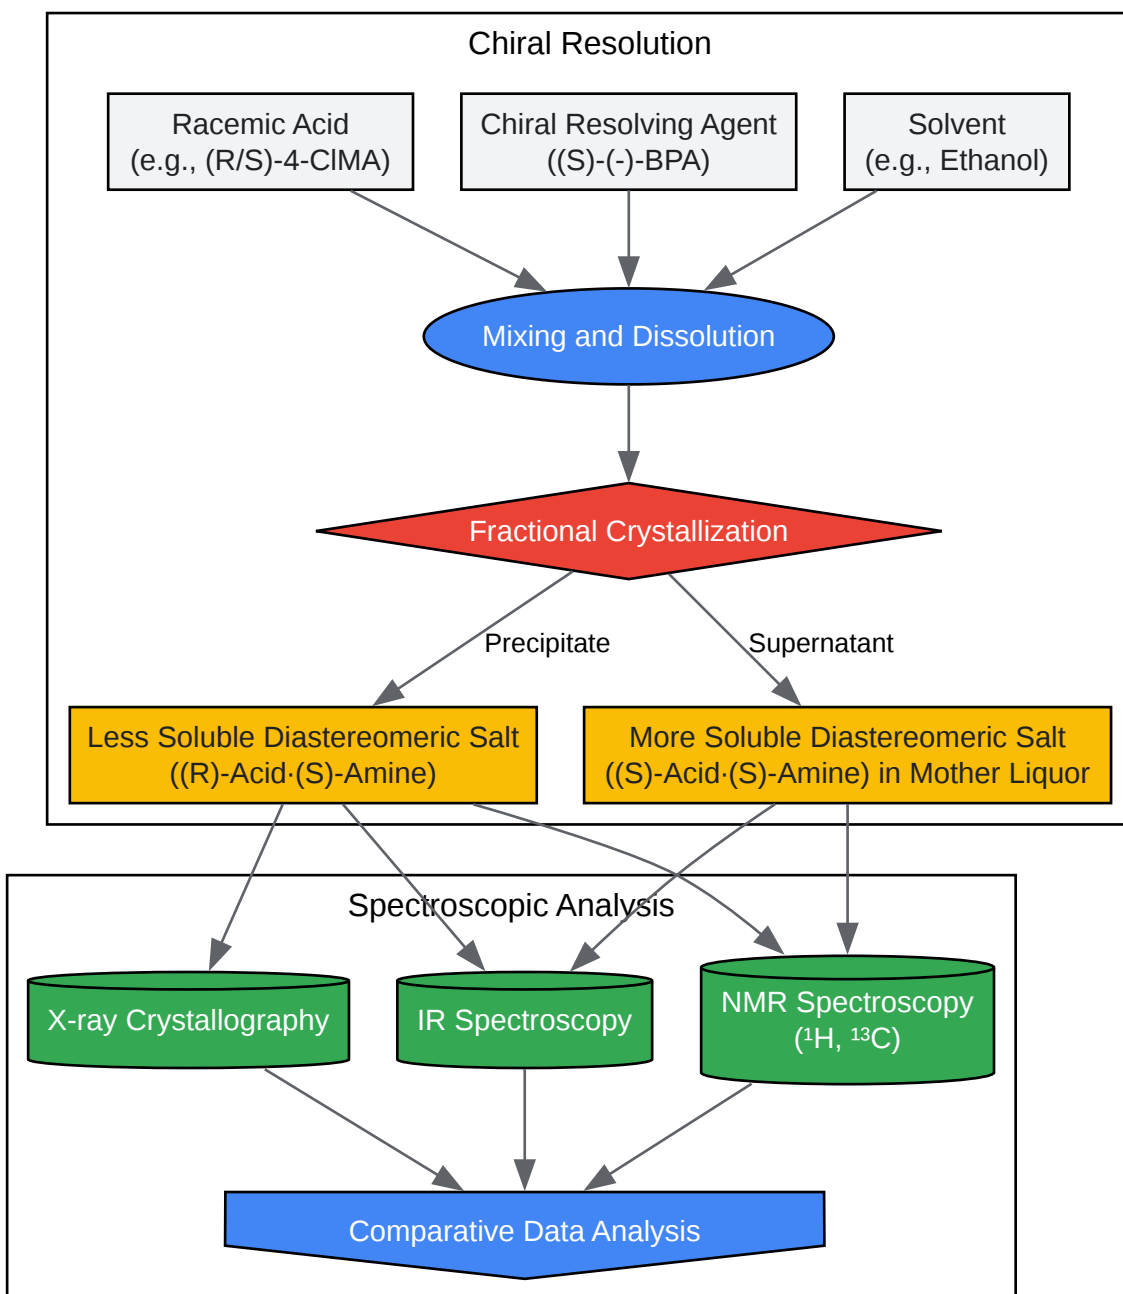 Chiral Resolution
Racemic Acid
(e.g., (R/S)-4-ClMA)
Chiral Resolving Agent
((S)-(-)-BPA)
Solvent
(e.g., Ethanol)
Mixing and Dissolution
Fractional Crystallization
Precipitate
Supernatant
Less Soluble Diastereomeric Salt
((R)-Acid·(S)-Amine)
More Soluble Diastereomeric Salt
((S)-Acid·(S)-Amine) in Mother Liquor
Spectroscopic Analysis
X-ray Crystallography
IR Spectroscopy
NMR Spectroscopy
(¹H, ¹³C)
Comparative Data Analysis